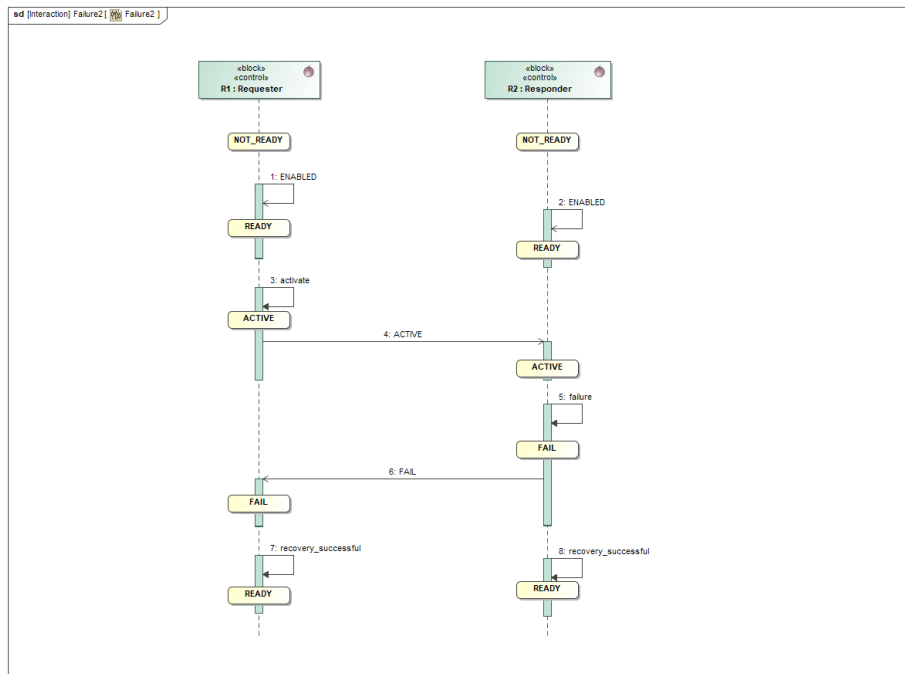 sd [Interaction] Failure2 [ Failure2 ]
«block»
«control»
R1 : Requester
«block»
«control»
R2 : Responder
NOT_READY
NOT_READY
1: ENABLED
2: ENABLED
READY
READY
3: activate
ACTIVE
4: ACTIVE
ACTIVE
5: failure
FAIL
6: FAIL
FAIL
7: recovery_successful
8: recovery_successful
READY
READY